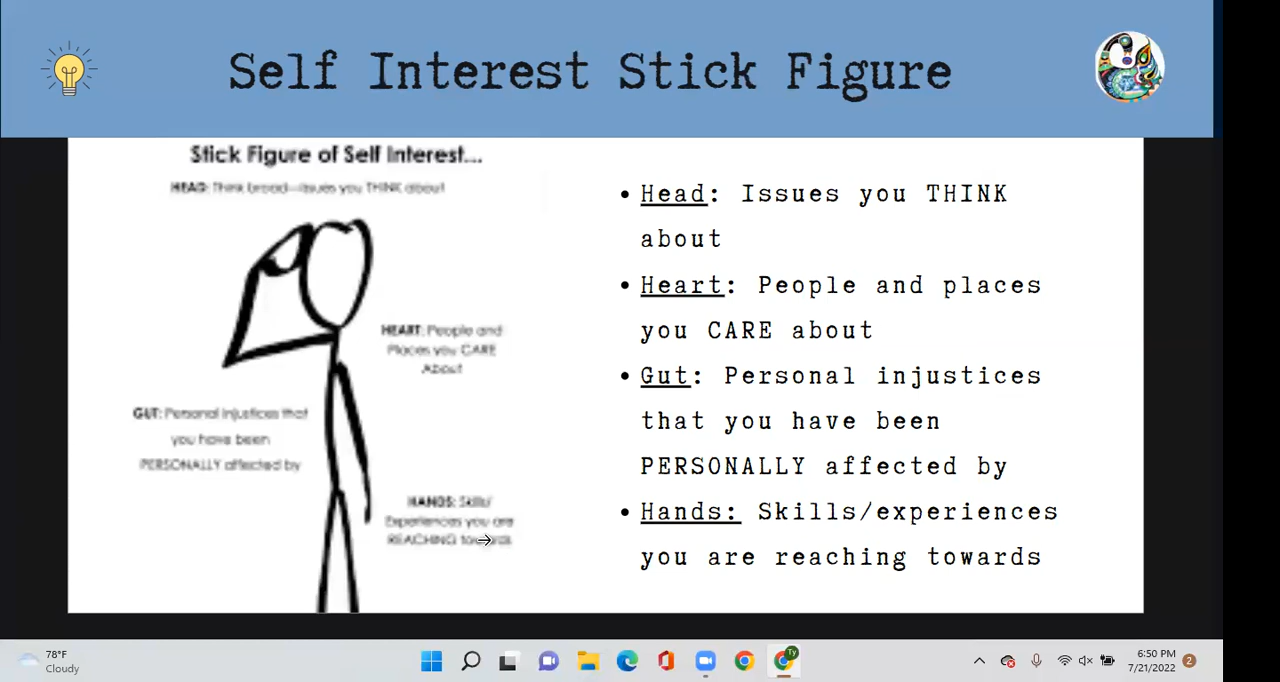 Self Interest Stick Figure
Stick Figure of Self Interest...
HEAD: Think broad—Issues you THINK about
HEART: People and
Places you CARE
About
GUT: Personal injustices that
you have been
PERSONALLY affected by
HANDS: Skills/
Experiences you are
REACHING towards
• Head: Issues you THINK
about
• Heart: People and places
you CARE about
• Gut: Personal injustices
that you have been
PERSONALLY affected by
• Hands: Skills/experiences
you are reaching towards
78°F
Cloudy
Ty
6:50 PM
7/21/2022
2